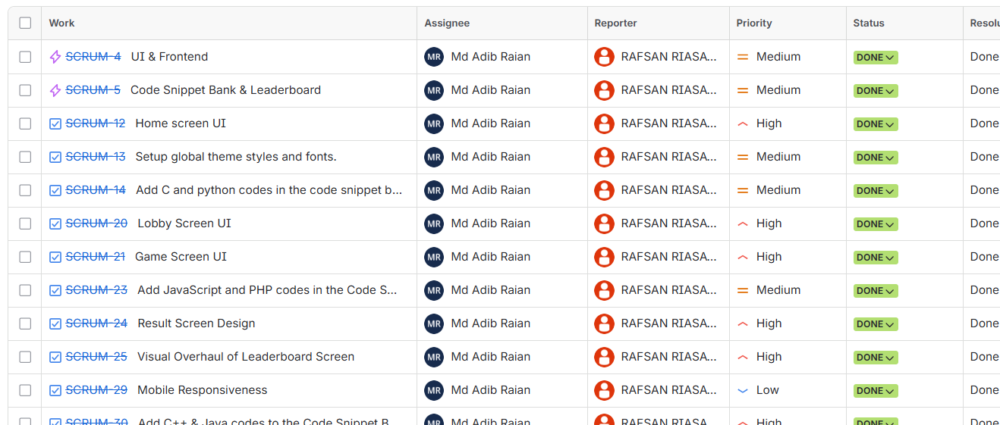 Work Assignee Reporter Priority Status Resolu
SCRUM-4 UI & Frontend MR Md Adib Raian RAFSAN RIASA... Medium DONE Done
SCRUM-5 Code Snippet Bank & Leaderboard MR Md Adib Raian RAFSAN RIASA... Medium DONE Done
SCRUM-12 Home screen UI MR Md Adib Raian RAFSAN RIASA... High DONE Done
SCRUM-13 Setup global theme styles and fonts. MR Md Adib Raian RAFSAN RIASA... Medium DONE Done
SCRUM-14 Add C and python codes in the code snippet b... MR Md Adib Raian RAFSAN RIASA... Medium DONE Done
SCRUM-20 Lobby Screen UI MR Md Adib Raian RAFSAN RIASA... High DONE Done
SCRUM-21 Game Screen UI MR Md Adib Raian RAFSAN RIASA... High DONE Done
SCRUM-23 Add JavaScript and PHP codes in the Code S... MR Md Adib Raian RAFSAN RIASA... Medium DONE Done
SCRUM-24 Result Screen Design MR Md Adib Raian RAFSAN RIASA... High DONE Done
SCRUM-25 Visual Overhaul of Leaderboard Screen MR Md Adib Raian RAFSAN RIASA... High DONE Done
SCRUM-29 Mobile Responsiveness MR Md Adib Raian RAFSAN RIASA... Low DONE Done
SCRUM-30 Add C++ & Java codes to the Code Snippet B... MR Md Adib Raian RAFSAN RIASA... High DONE Done